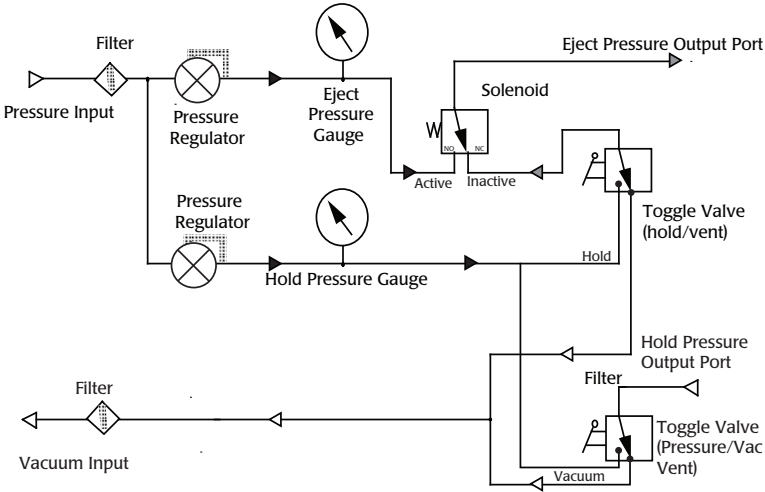 Filter
Pressure Input
Pressure
Regulator
Eject
Pressure
Gauge
Eject Pressure Output Port
Solenoid
W
NO
NC
Active
Inactive
Toggle Valve
(hold/vent)
Pressure
Regulator
Hold Pressure Gauge
Hold
Hold Pressure
Output Port
Filter
Filter
Vacuum Input
Toggle Valve
(Pressure/Vac
Vent)
Vacuum